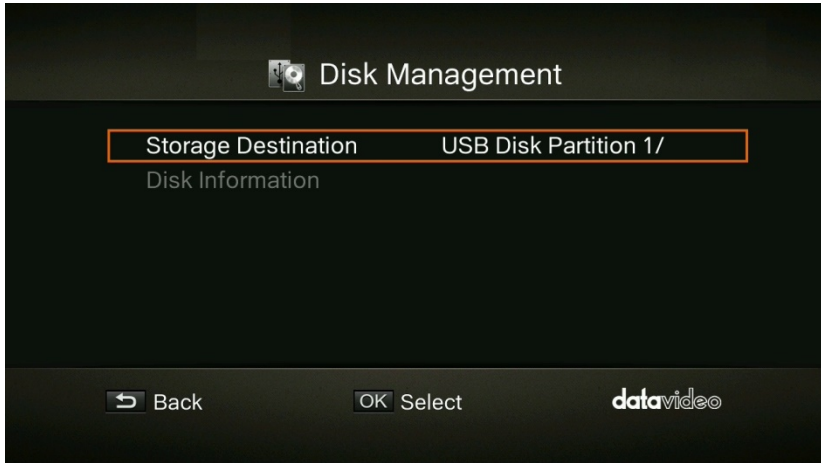 Disk Management
Storage Destination USB Disk Partition 1/
Disk Information
Back OK Select datavideo